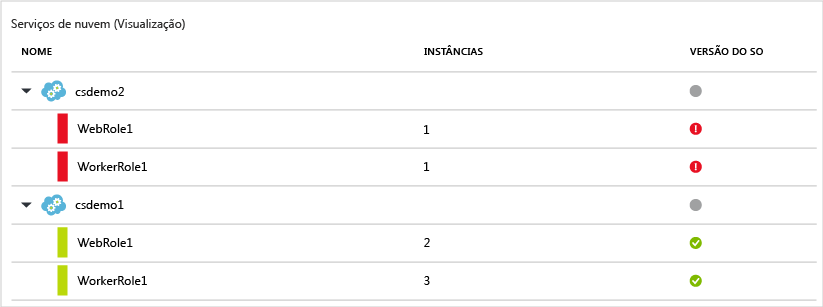 Serviços de nuvem (Visualização)
NOME INSTÂNCIAS VERSÃO DO SO
csdemo2
WebRole1 1
WorkerRole1 1
csdemo1
WebRole1 2
WorkerRole1 3